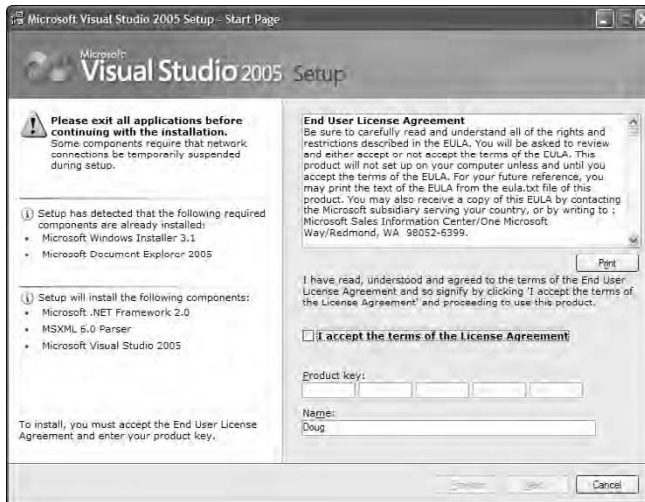 Microsoft Visual Studio 2005 Setup - Start Page
Microsoft
Visual Studio 2005 Setup
Please exit all applications before
continuing with the installation.
Some components require that network
connections be temporarily suspended
during setup.
Setup has detected that the following required
components are already installed:
• Microsoft Windows Installer 3.1
• Microsoft Document Explorer 2005
Setup will install the following components:
• Microsoft .NET Framework 2.0
• MSXML 6.0 Parser
• Microsoft Visual Studio 2005
To install, you must accept the End User License
Agreement and enter your product key.
End User License Agreement
Be sure to carefully read and understand all of the rights and
restrictions described in the EULA. You will be asked to review
and either accept or not accept the terms of the EULA. This
product will not set up on your computer unless and until you
accept the terms of the EULA. For your future reference, you
may print the text of the EULA from the eula.txt file of this
product. You may also receive a copy of this EULA by contacting
the Microsoft subsidiary serving your country, or by writing to :
Microsoft Sales Information Center/One Microsoft
Way/Redmond, WA 98052-6399.
Print
I have read, understood and agreed to the terms of the End User
License Agreement and so signify by clicking 'I accept the terms of
the License Agreement' and proceeding to use this product.
I accept the terms of the License Agreement
Product key:
Name:
Doug
Cancel